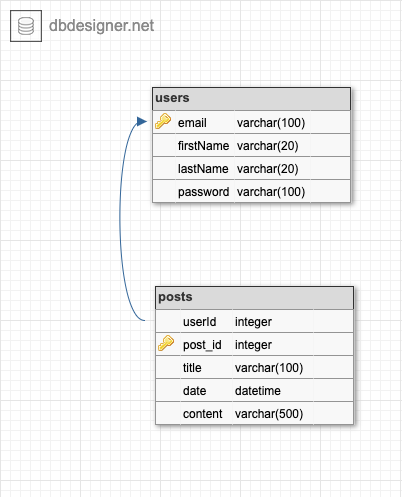 dbdesigner.net
users
email varchar(100)
firstName varchar(20)
lastName varchar(20)
password varchar(100)
posts
userId integer
post_id integer
title varchar(100)
date datetime
content varchar(500)